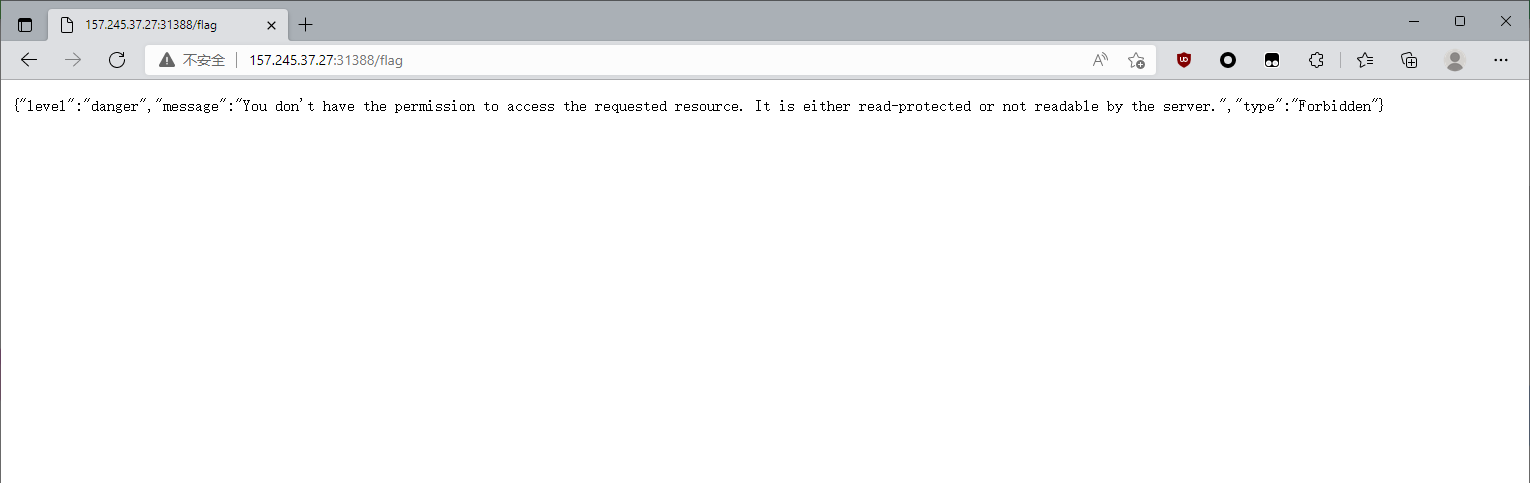 157.245.37.27:31388/flag
不安全 157.245.37.27:31388/flag
{"level":"danger","message":"You don't have the permission to access the requested resource. It is either read-protected or not readable by the server.","type":"Forbidden"}